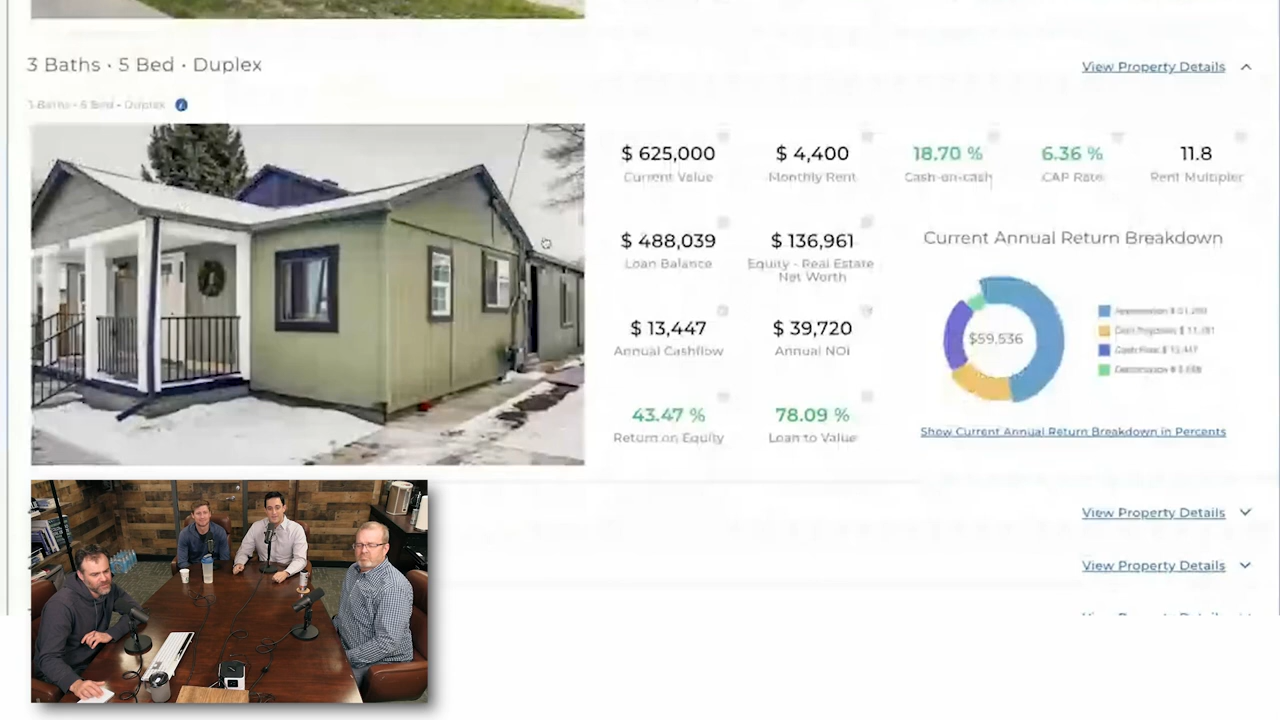 3 Baths • 5 Bed • Duplex
View Property Details
$ 625,000
Current Value
$ 4,400
Monthly Rent
18.70 %
Cash-on-cash
6.36 %
CAP Rate
11.8
Rent Multiplier
$ 488,039
Loan Balance
$ 136,961
Equity - Real Estate
Net Worth
$ 13,447
Annual Cashflow
$ 39,720
Annual NOI
43.47 %
Return on Equity
78.09 %
Loan to Value
Current Annual Return Breakdown
$59,536
Show Current Annual Return Breakdown in Percents
View Property Details
View Property Details